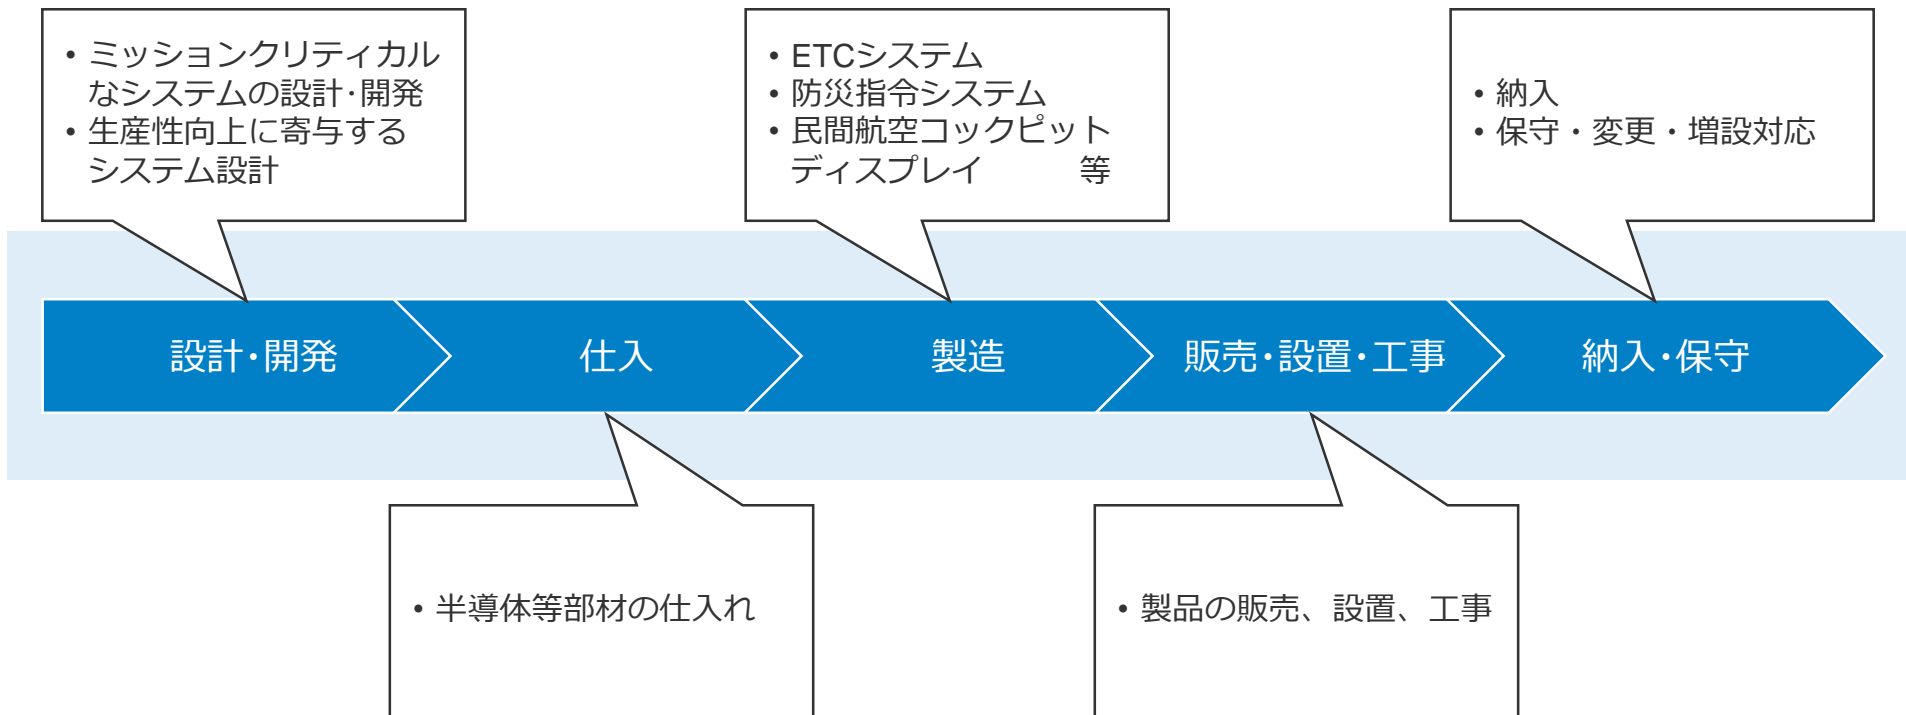 • ミッションクリティカル
なシステムの設計･開発
• 生産性向上に寄与する
システム設計
• ETCシステム
• 防災指令システム
• 民間航空コックピット
ディスプレイ　　　等
• 納入
• 保守・変更・増設対応
設計･開発
仕入
製造
販売･設置･工事
納入･保守
• 半導体等部材の仕入れ
• 製品の販売、設置、工事